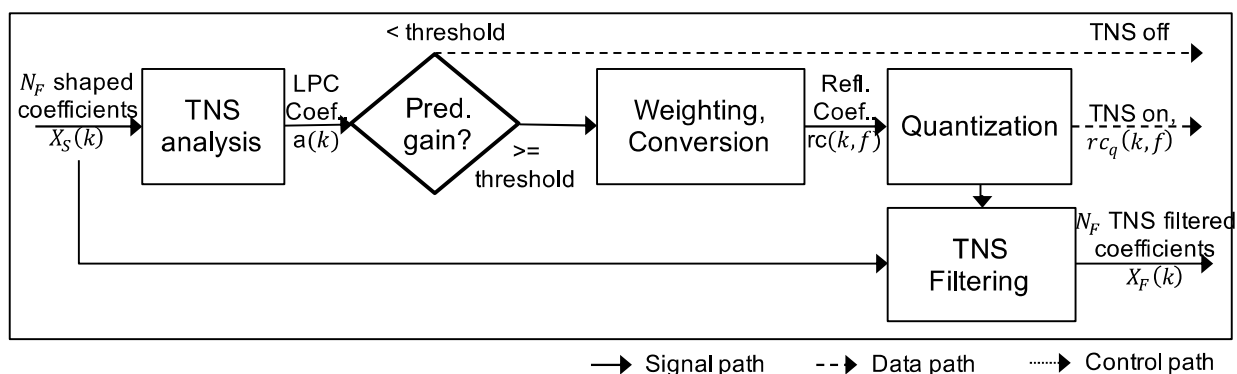 < threshold
TNS off
N_F shaped
coefficients
X_S(k)
TNS
analysis
LPC
Coef..
a(k)
Pred.
gain?
>=
threshold
Weighting,
Conversion
Refl.
Coef..
rc(k,f)
Quantization
TNS on,
rc_q(k,f)
TNS
Filtering
N_F TNS filtered
coefficients
X_F(k)
Signal path
Data path
Control path